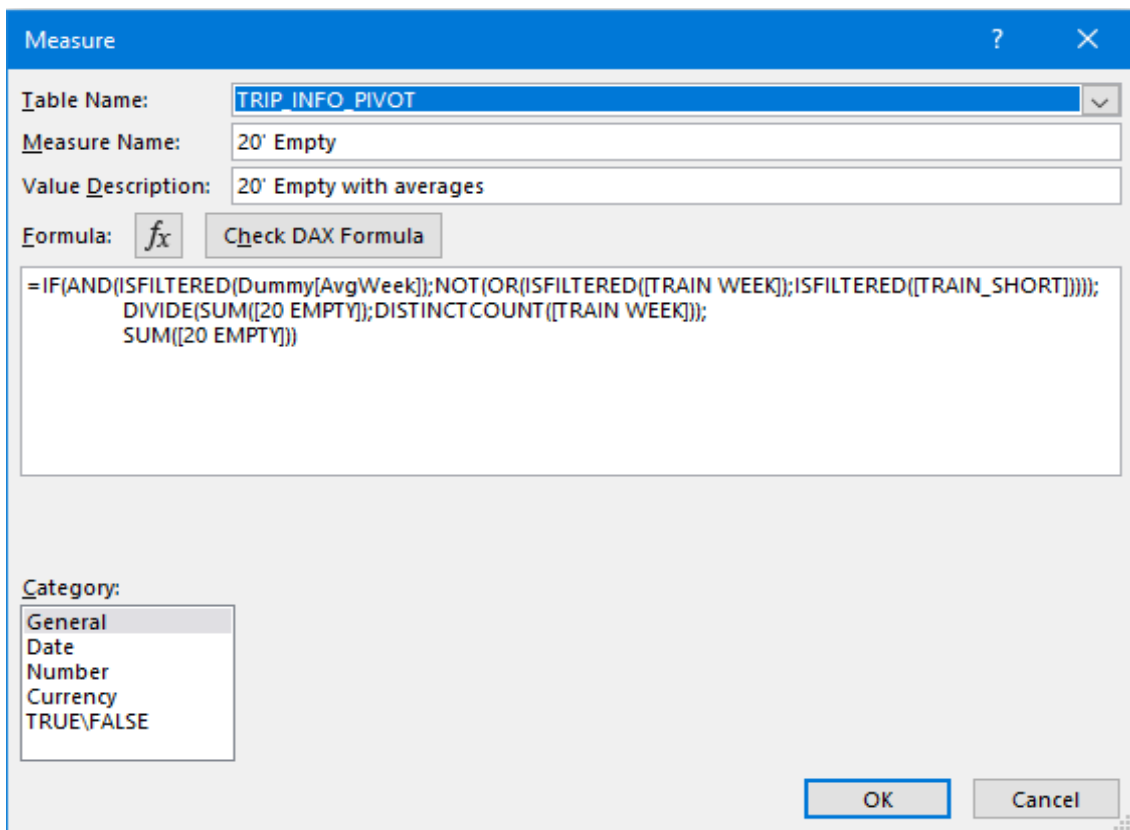 Measure ?
Table Name: TRIP_INFO_PIVOT
Measure Name: 20' Empty
Value Description: 20' Empty with averages
Formula: fx Check DAX Formula
=IF(AND(ISFILTERED(Dummy[AvgWeek]);NOT(OR(ISFILTERED([TRAIN WEEK]);ISFILTERED([TRAIN_SHORT]))));
DIVIDE(SUM([20 EMPTY]);DISTINCTCOUNT([TRAIN WEEK]));
SUM([20 EMPTY]))
Category:
General
Date
Number
Currency
TRUE\FALSE
OK Cancel